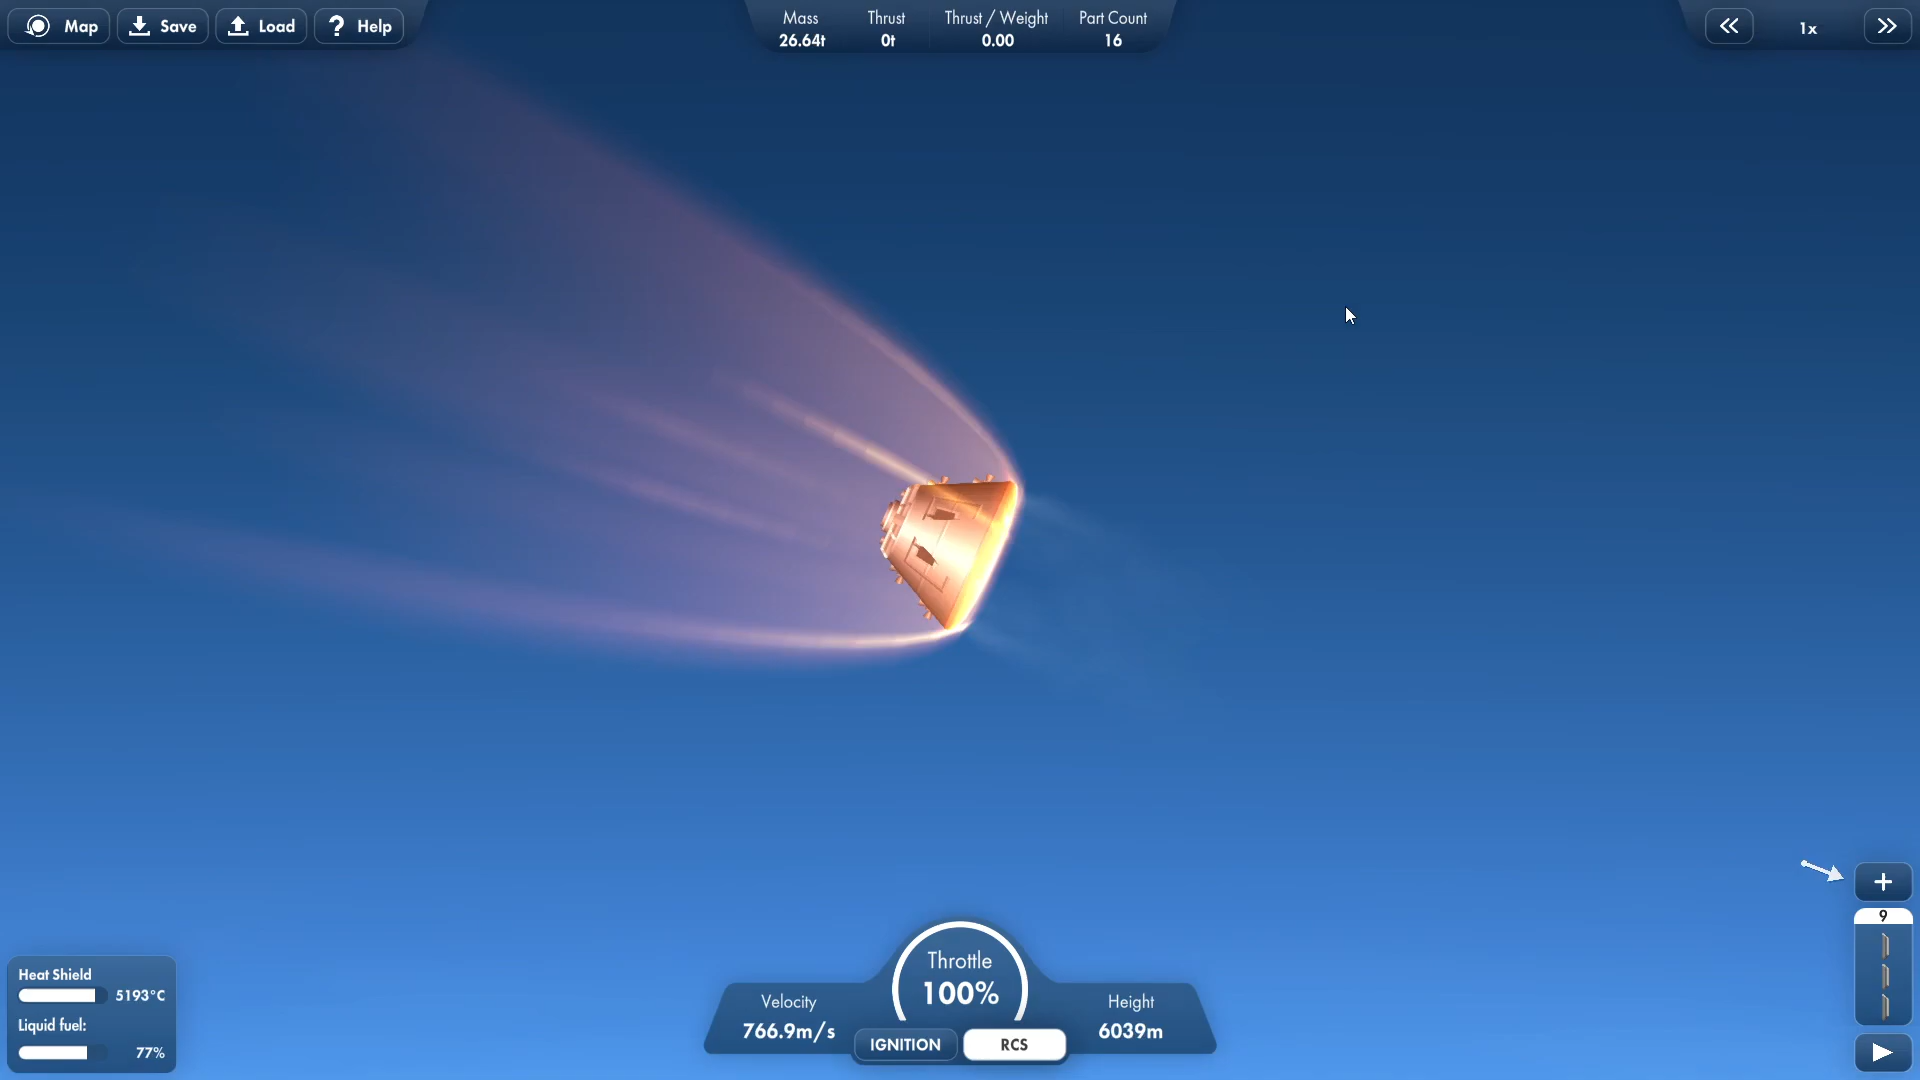 Map
Save
Load
? Help
Mass
26.64t
Thrust
0t
Thrust / Weight
0.00
Part Count
16
1x
9
Heat Shield
5193°C
Liquid fuel:
77%
Throttle
100%
Velocity
766.9m/s
IGNITION
RCS
Height
6039m